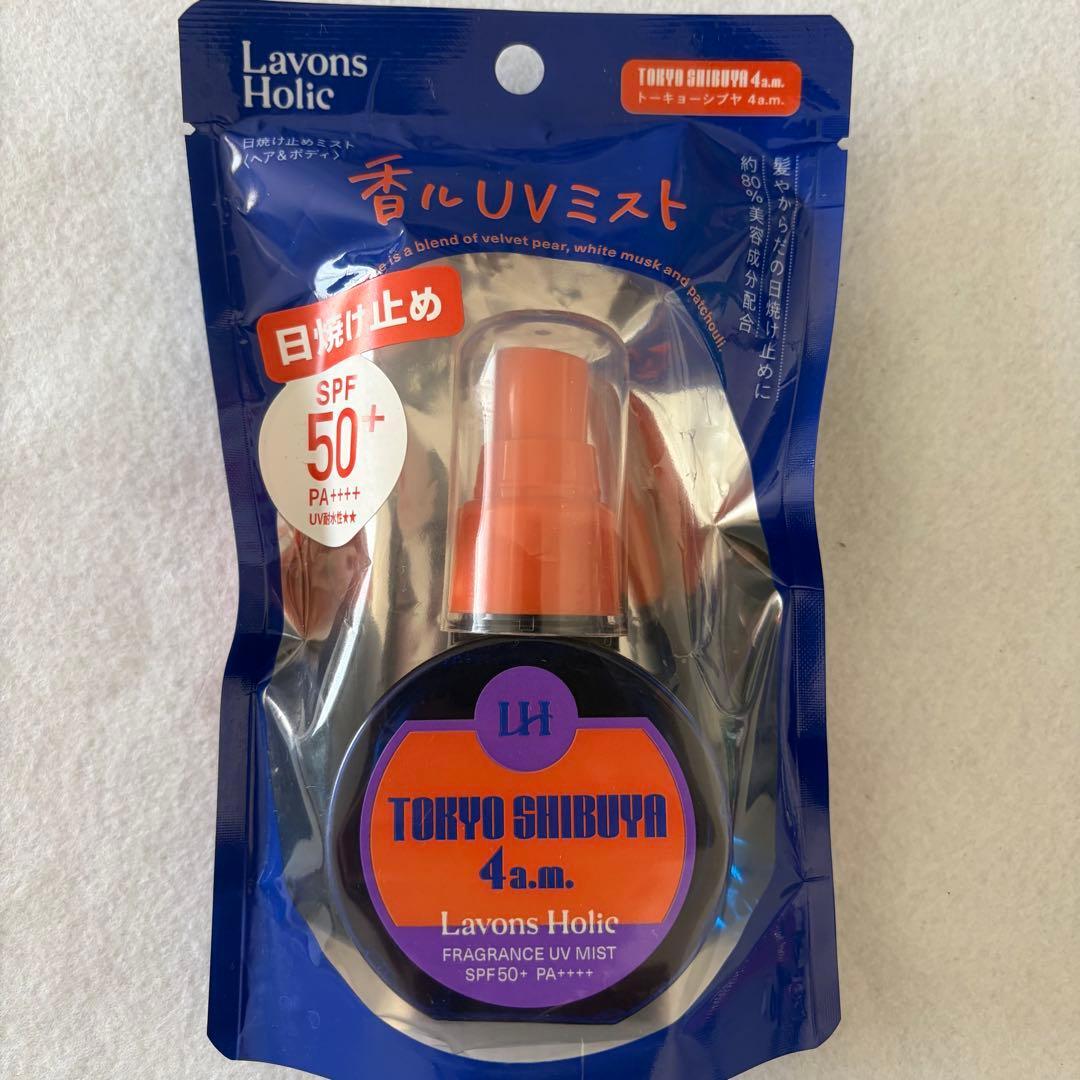 Lavons
Holic
TOKYO SHIBUYA 4a.m.
トーキョーシブヤ 4a.m.
日焼け止めミスト
〈ヘア&ボディ〉
香ルUVミスト
is a blend of velvet pear, white musk and patchouli.
髪やからだの日焼け止めに
約80%美容成分配合
日焼け止め
SPF
50+
PA++++
UV耐水性★★
LH
TOKYO SHIBUYA
4a.m.
Lavons Holic
FRAGRANCE UV MIST
SPF50+ PA++++